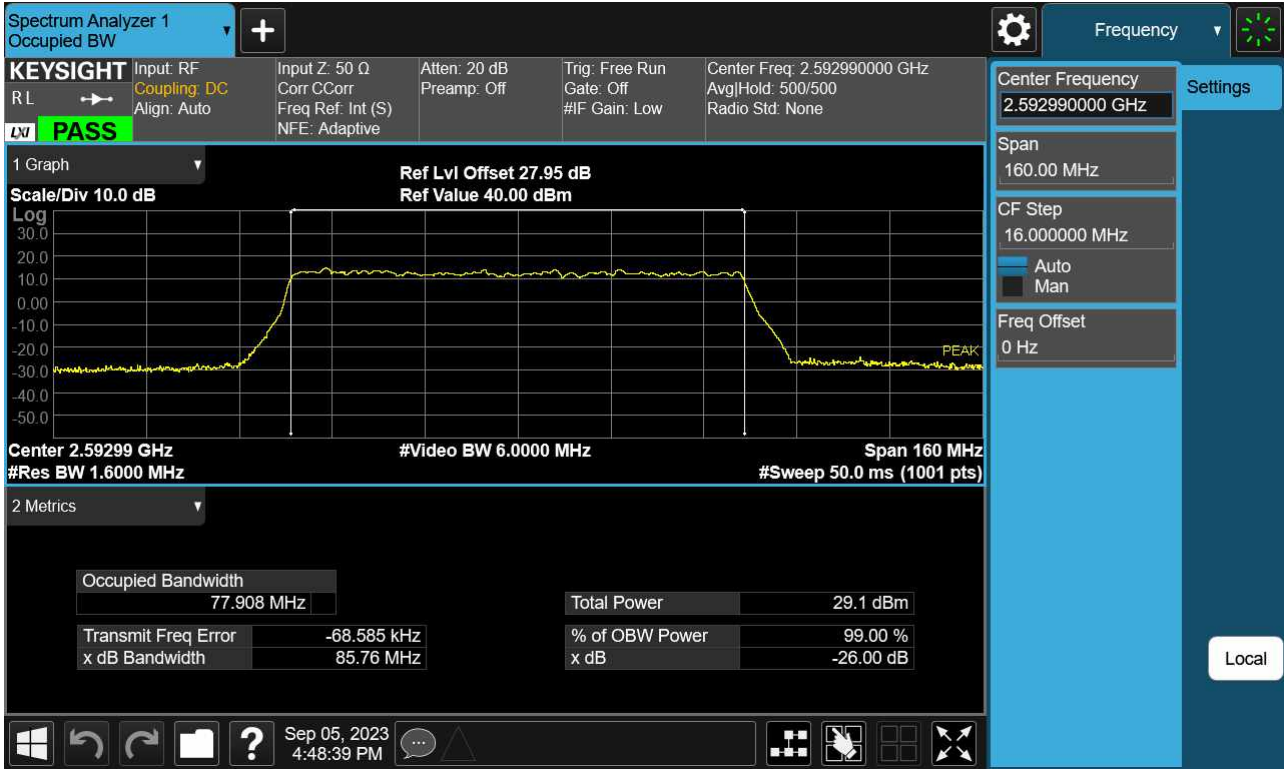 Spectrum Analyzer 1
Occupied BW
Frequency
KEYSIGHT
R L
LXI
PASS
Input: RF
Coupling: DC
Align: Auto
Input Z: 50 Ω
Corr CCorr
Freq Ref: Int (S)
NFE: Adaptive
Atten: 20 dB
Preamp: Off
Trig: Free Run
Gate: Off
#IF Gain: Low
Center Freq: 2.592990000 GHz
Avg|Hold: 500/500
Radio Std: None
Center Frequency
2.592990000 GHz
Settings
Span
160.00 MHz
CF Step
16.000000 MHz
Auto
Man
Freq Offset
0 Hz
Local
1 Graph
Scale/Div 10.0 dB
Ref Lvl Offset 27.95 dB
Ref Value 40.00 dBm
Log
30.0
20.0
10.0
0.00
-10.0
-20.0
-30.0
-40.0
-50.0
PEAK
Center 2.59299 GHz
#Video BW 6.0000 MHz
Span 160 MHz
#Res BW 1.6000 MHz
#Sweep 50.0 ms (1001 pts)
2 Metrics
Occupied Bandwidth
77.908 MHz
Total Power 29.1 dBm
Transmit Freq Error -68.585 kHz
% of OBW Power 99.00 %
x dB Bandwidth 85.76 MHz
x dB -26.00 dB
?
Sep 05, 2023
4:48:39 PM